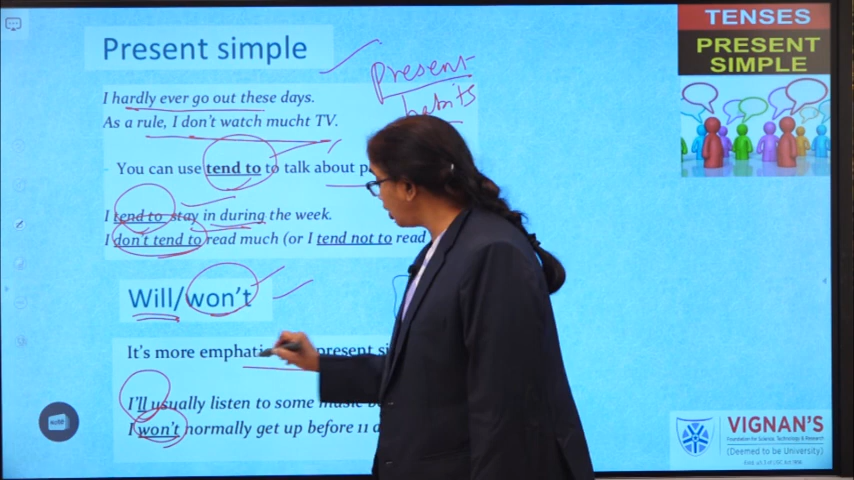 Present simple
I hardly ever go out these days.
As a rule, I don't watch mucht TV.
Present
habits
You can use tend to to talk about p
I tend to stay in during the week.
I don't tend to read much (or I tend not to read
Will/won't
It's more emphatic present si
I'll usually listen to some music b
I won't normally get up before 11 a
TENSES
PRESENT
SIMPLE
VIGNAN'S
Foundation for Science, Technology & Research
(Deemed to be University)